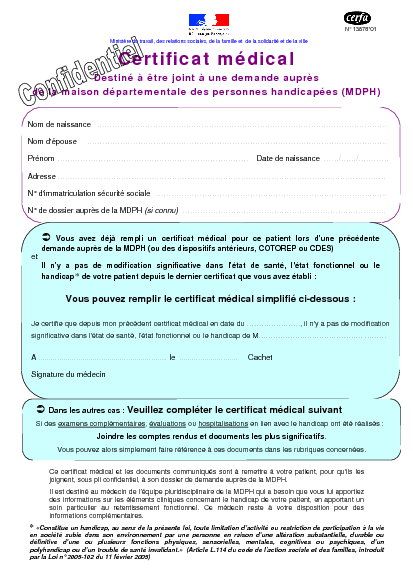 cerfa
N° 13878*01
Ministère du travail, des relations sociales, de la famille et de la solidarité et de la ville
Confidentiel
Certificat médical
Destiné à être joint à une demande auprès
de la maison départementale des personnes handicapées (MDPH)
Nom de naissance
Nom d'épouse
Prénom Date de naissance ...../...../.........
Adresse
N° d'immatriculation sécurité sociale
N° de dossier auprès de la MDPH (si connu)
➲ Vous avez déjà rempli un certificat médical pour ce patient lors d'une précédente
demande auprès de la MDPH (ou des dispositifs antérieurs, COTOREP ou CDES)
et
Il n'y a pas de modification significative dans l'état de santé, l'état fonctionnel ou le
handicap* de votre patient depuis le dernier certificat que vous avez établi :
Vous pouvez remplir le certificat médical simplifié ci-dessous :
Je certifie que depuis mon précédent certificat médical en date du ......................, il n'y a pas de modification
significative dans l'état de santé, l'état fonctionnel ou le handicap de M
A ............................ le ............................ Cachet
Signature du médecin
➲ Dans les autres cas : Veuillez compléter le certificat médical suivant
Si des examens complémentaires, évaluations ou hospitalisations en lien avec le handicap ont été réalisés :
Joindre les comptes rendus et documents les plus significatifs.
Vous pouvez alors simplement faire référence à ces documents dans les rubriques concernées.
Ce certificat médical et les documents communiqués sont à remettre à votre patient, pour qu'il les
joignent, sous pli confidentiel, à son dossier de demande auprès de la MDPH.
Il est destiné au médecin de l'équipe pluridisciplinaire de la MDPH qui a besoin que vous lui apportiez
des informations sur les éléments cliniques concernant le handicap de votre patient, en apportant un
soin particulier au retentissement fonctionnel. Ce médecin reste à votre disposition pour des
informations complémentaires.
* «Constitue un handicap, au sens de la présente loi, toute limitation d'activité ou restriction de participation à la vie
en société subie dans son environnement par une personne en raison d'une altération substantielle, durable ou
définitive d'une ou plusieurs fonctions physiques, sensorielles, mentales, cognitives ou psychiques, d'un
polyhandicap ou d'un trouble de santé invalidant.» (Article L.114 du code de l'action sociale et des familles, introduit
par la Loi n° 2005-102 du 11 février 2005)